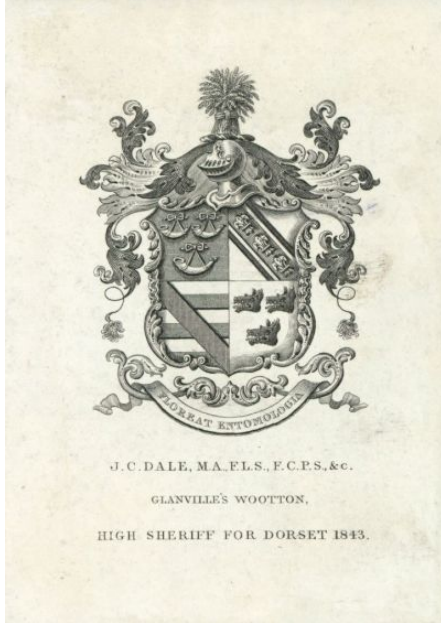 FLOREAT ENTOMOLOGIA
J. C. DALE, M.A., F.L.S., F.C.P.S., &c.
GLANVILLE'S WOOTTON,
HIGH SHERIFF FOR DORSET 1843.